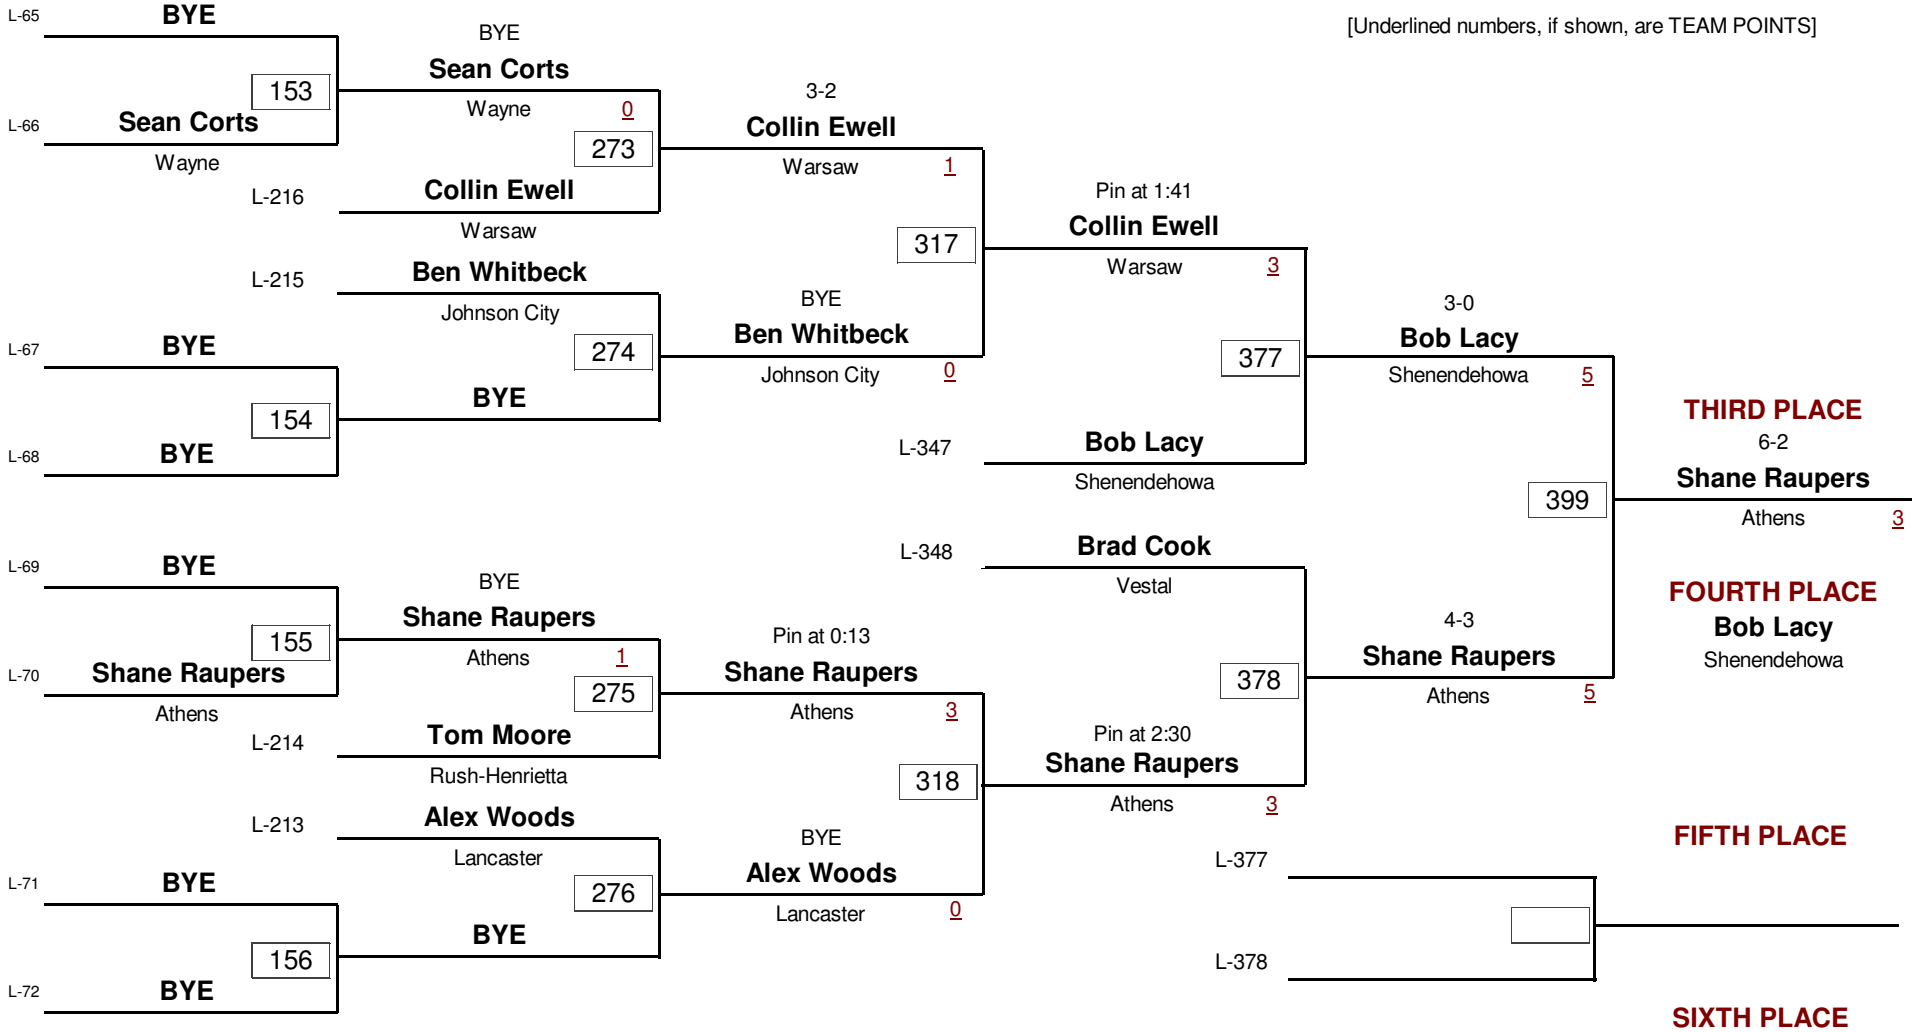 [Underlined numbers, if shown, are TEAM POINTS]
L-65
BYE
153
L-66
Sean Corts
Wayne
BYE
Sean Corts
Wayne
0
273
L-216
Collin Ewell
Warsaw
3-2
Collin Ewell
Warsaw
1
L-215
Ben Whitbeck
Johnson City
274
L-67
BYE
154
BYE
L-68
BYE
BYE
Ben Whitbeck
Johnson City
0
317
Pin at 1:41
Collin Ewell
Warsaw
3
377
L-347
Bob Lacy
Shenendehowa
3-0
Bob Lacy
Shenendehowa
5
399
L-69
BYE
155
L-70
Shane Raupers
Athens
BYE
Shane Raupers
Athens
1
275
L-214
Tom Moore
Rush-Henrietta
Pin at 0:13
Shane Raupers
Athens
3
318
L-213
Alex Woods
Lancaster
276
L-71
BYE
156
BYE
L-72
BYE
BYE
Alex Woods
Lancaster
0
L-348
Brad Cook
Vestal
378
Pin at 2:30
Shane Raupers
Athens
3
4-3
Shane Raupers
Athens
5
THIRD PLACE
6-2
Shane Raupers
Athens
3
FOURTH PLACE
Bob Lacy
Shenendehowa
FIFTH PLACE
L-377
L-378
SIXTH PLACE